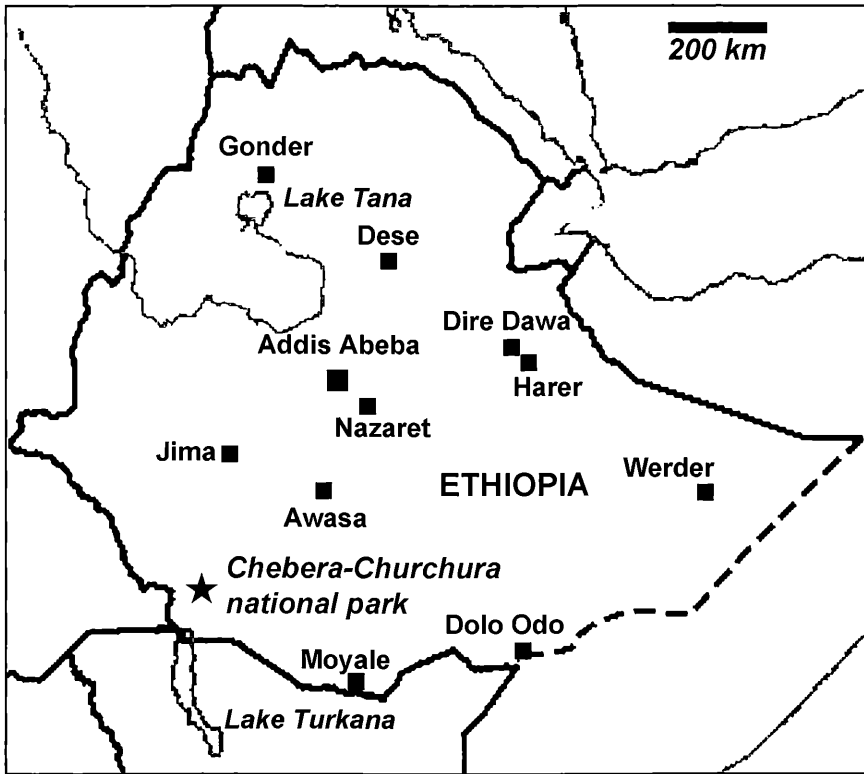 200 km
Gonder
Lake Tana
Dese
Dire Dawa
Addis Abeba
Harer
Nazaret
Jima
Werder
ETHIOPIA
Awasa
Chebera-Churchura
national park
Dolo Odo
Moyale
Lake Turkana